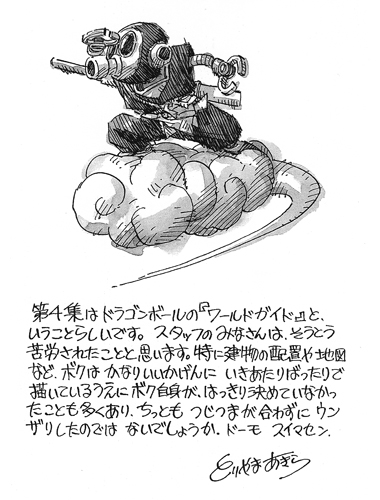 第4集はドラゴンボールの『ワールドガイド』と、
いうことらしいです。スタッフのみなさんは、そうとう
苦労されたことと思います。特に建物の配置や地図
など、ボクはかなりいいかげんに いきあたりばったりで
描いているうえにボク自身が、はっきり決めていなかっ
たことも多くあり、ちっとも つじつまが合わずに ウン
ザリしたのでは ないでしょうか。ドーモ スイマセン。
とりやまあきら